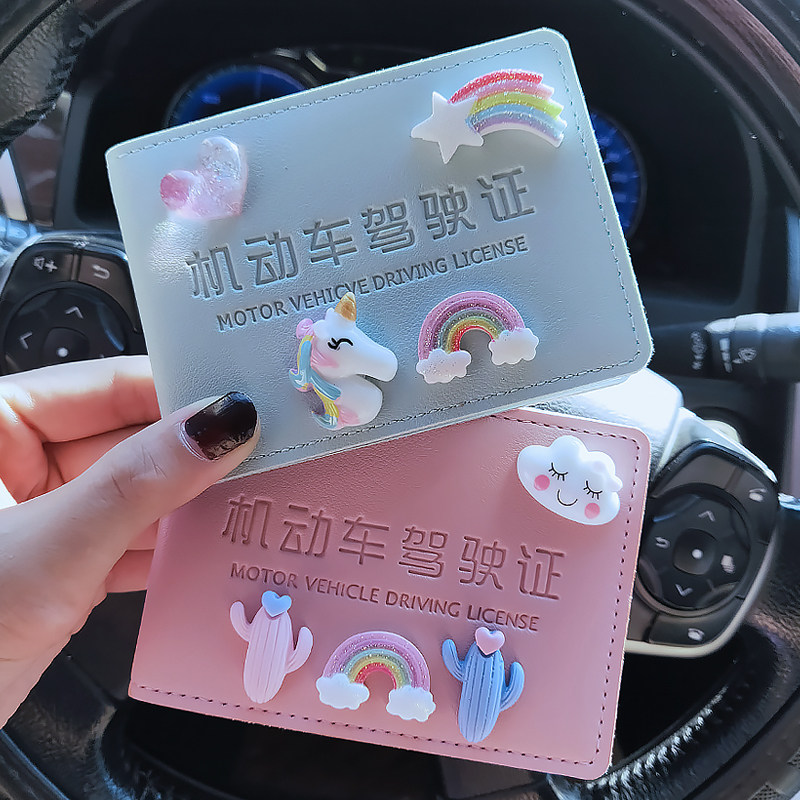 机动车驾驶证
MOTOR VEHICVE DRIVING LICENSE
机动车驾驶证
MOTOR VEHICLE DRIVING LICENSE